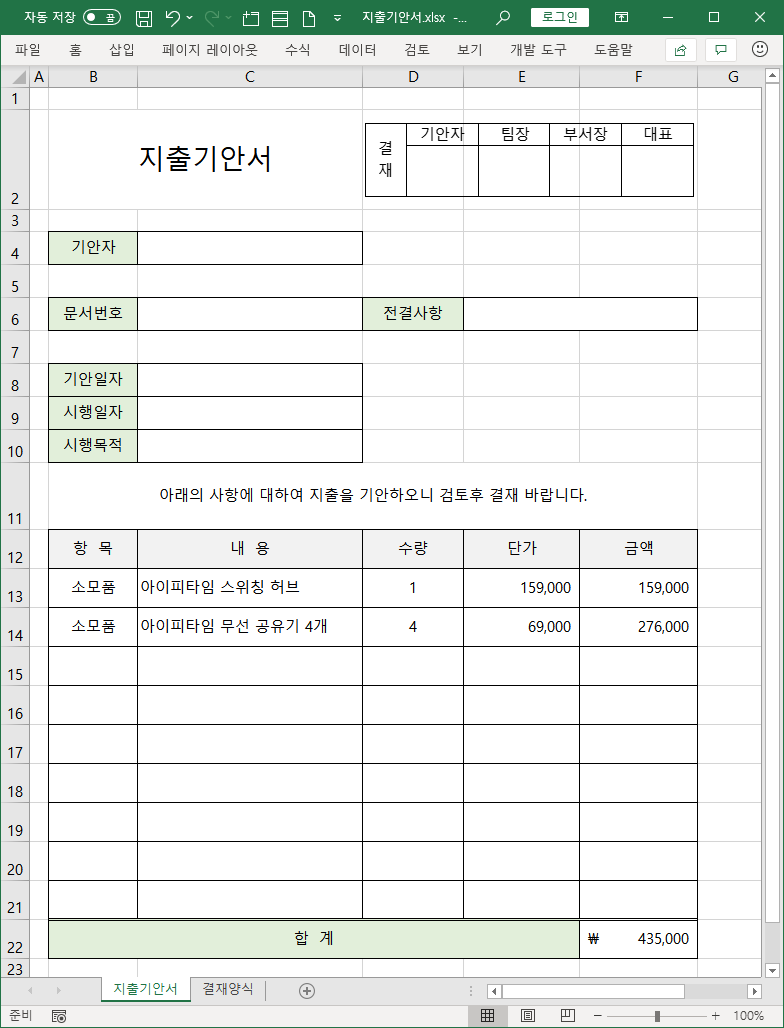 자동 저장 끔 지출기안서.xlsx -... 로그인
파일 홈 삽입 페이지 레이아웃 수식 데이터 검토 보기 개발 도구 도움말
A B C D E F G
1
2
3
4
5
6
7
8
9
10
11
12
13
14
15
16
17
18
19
20
21
22
23
지출기안서
결재 기안자 팀장 부서장 대표
기안자
문서번호 전결사항
기안일자
시행일자
시행목적
아래의 사항에 대하여 지출을 기안하오니 검토후 결재 바랍니다.
항 목 내 용 수량 단가 금액
소모품 아이피타임 스위칭 허브 1 159,000 159,000
소모품 아이피타임 무선 공유기 4개 4 69,000 276,000
합 계 ₩ 435,000
지출기안서 결재양식
준비 100%